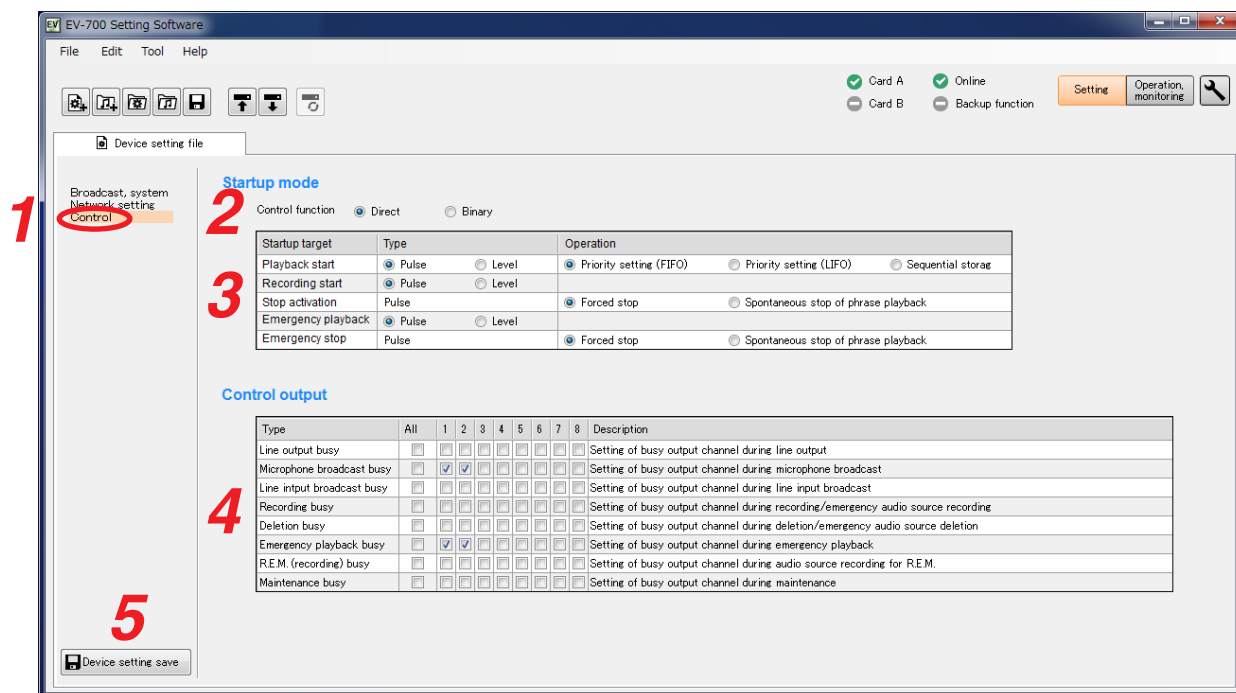 EV EV-700 Setting Software
File Edit Tool Help
Card A Online
Card B Backup function
Setting
Operation, monitoring
Device setting file
1
Broadcast, system
Network setting
Control
Startup mode
2
Control function Direct Binary
3
Startup target Type Operation
Playback start Pulse Level Priority setting (FIFO) Priority setting (LIFO) Sequential storag
Recording start Pulse Level
Stop activation Pulse Forced stop Spontaneous stop of phrase playback
Emergency playback Pulse Level
Emergency stop Pulse Forced stop Spontaneous stop of phrase playback
Control output
4
Type All 1 2 3 4 5 6 7 8 Description
Line output busy Setting of busy output channel during line output
Microphone broadcast busy Setting of busy output channel during microphone broadcast
Line intput broadcast busy Setting of busy output channel during line input broadcast
Recording busy Setting of busy output channel during recording/emergency audio source recording
Deletion busy Setting of busy output channel during deletion/emergency audio source deletion
Emergency playback busy Setting of busy output channel during emergency playback
R.E.M. (recording) busy Setting of busy output channel during audio source recording for R.E.M.
Maintenance busy Setting of busy output channel during maintenance
5
Device setting save